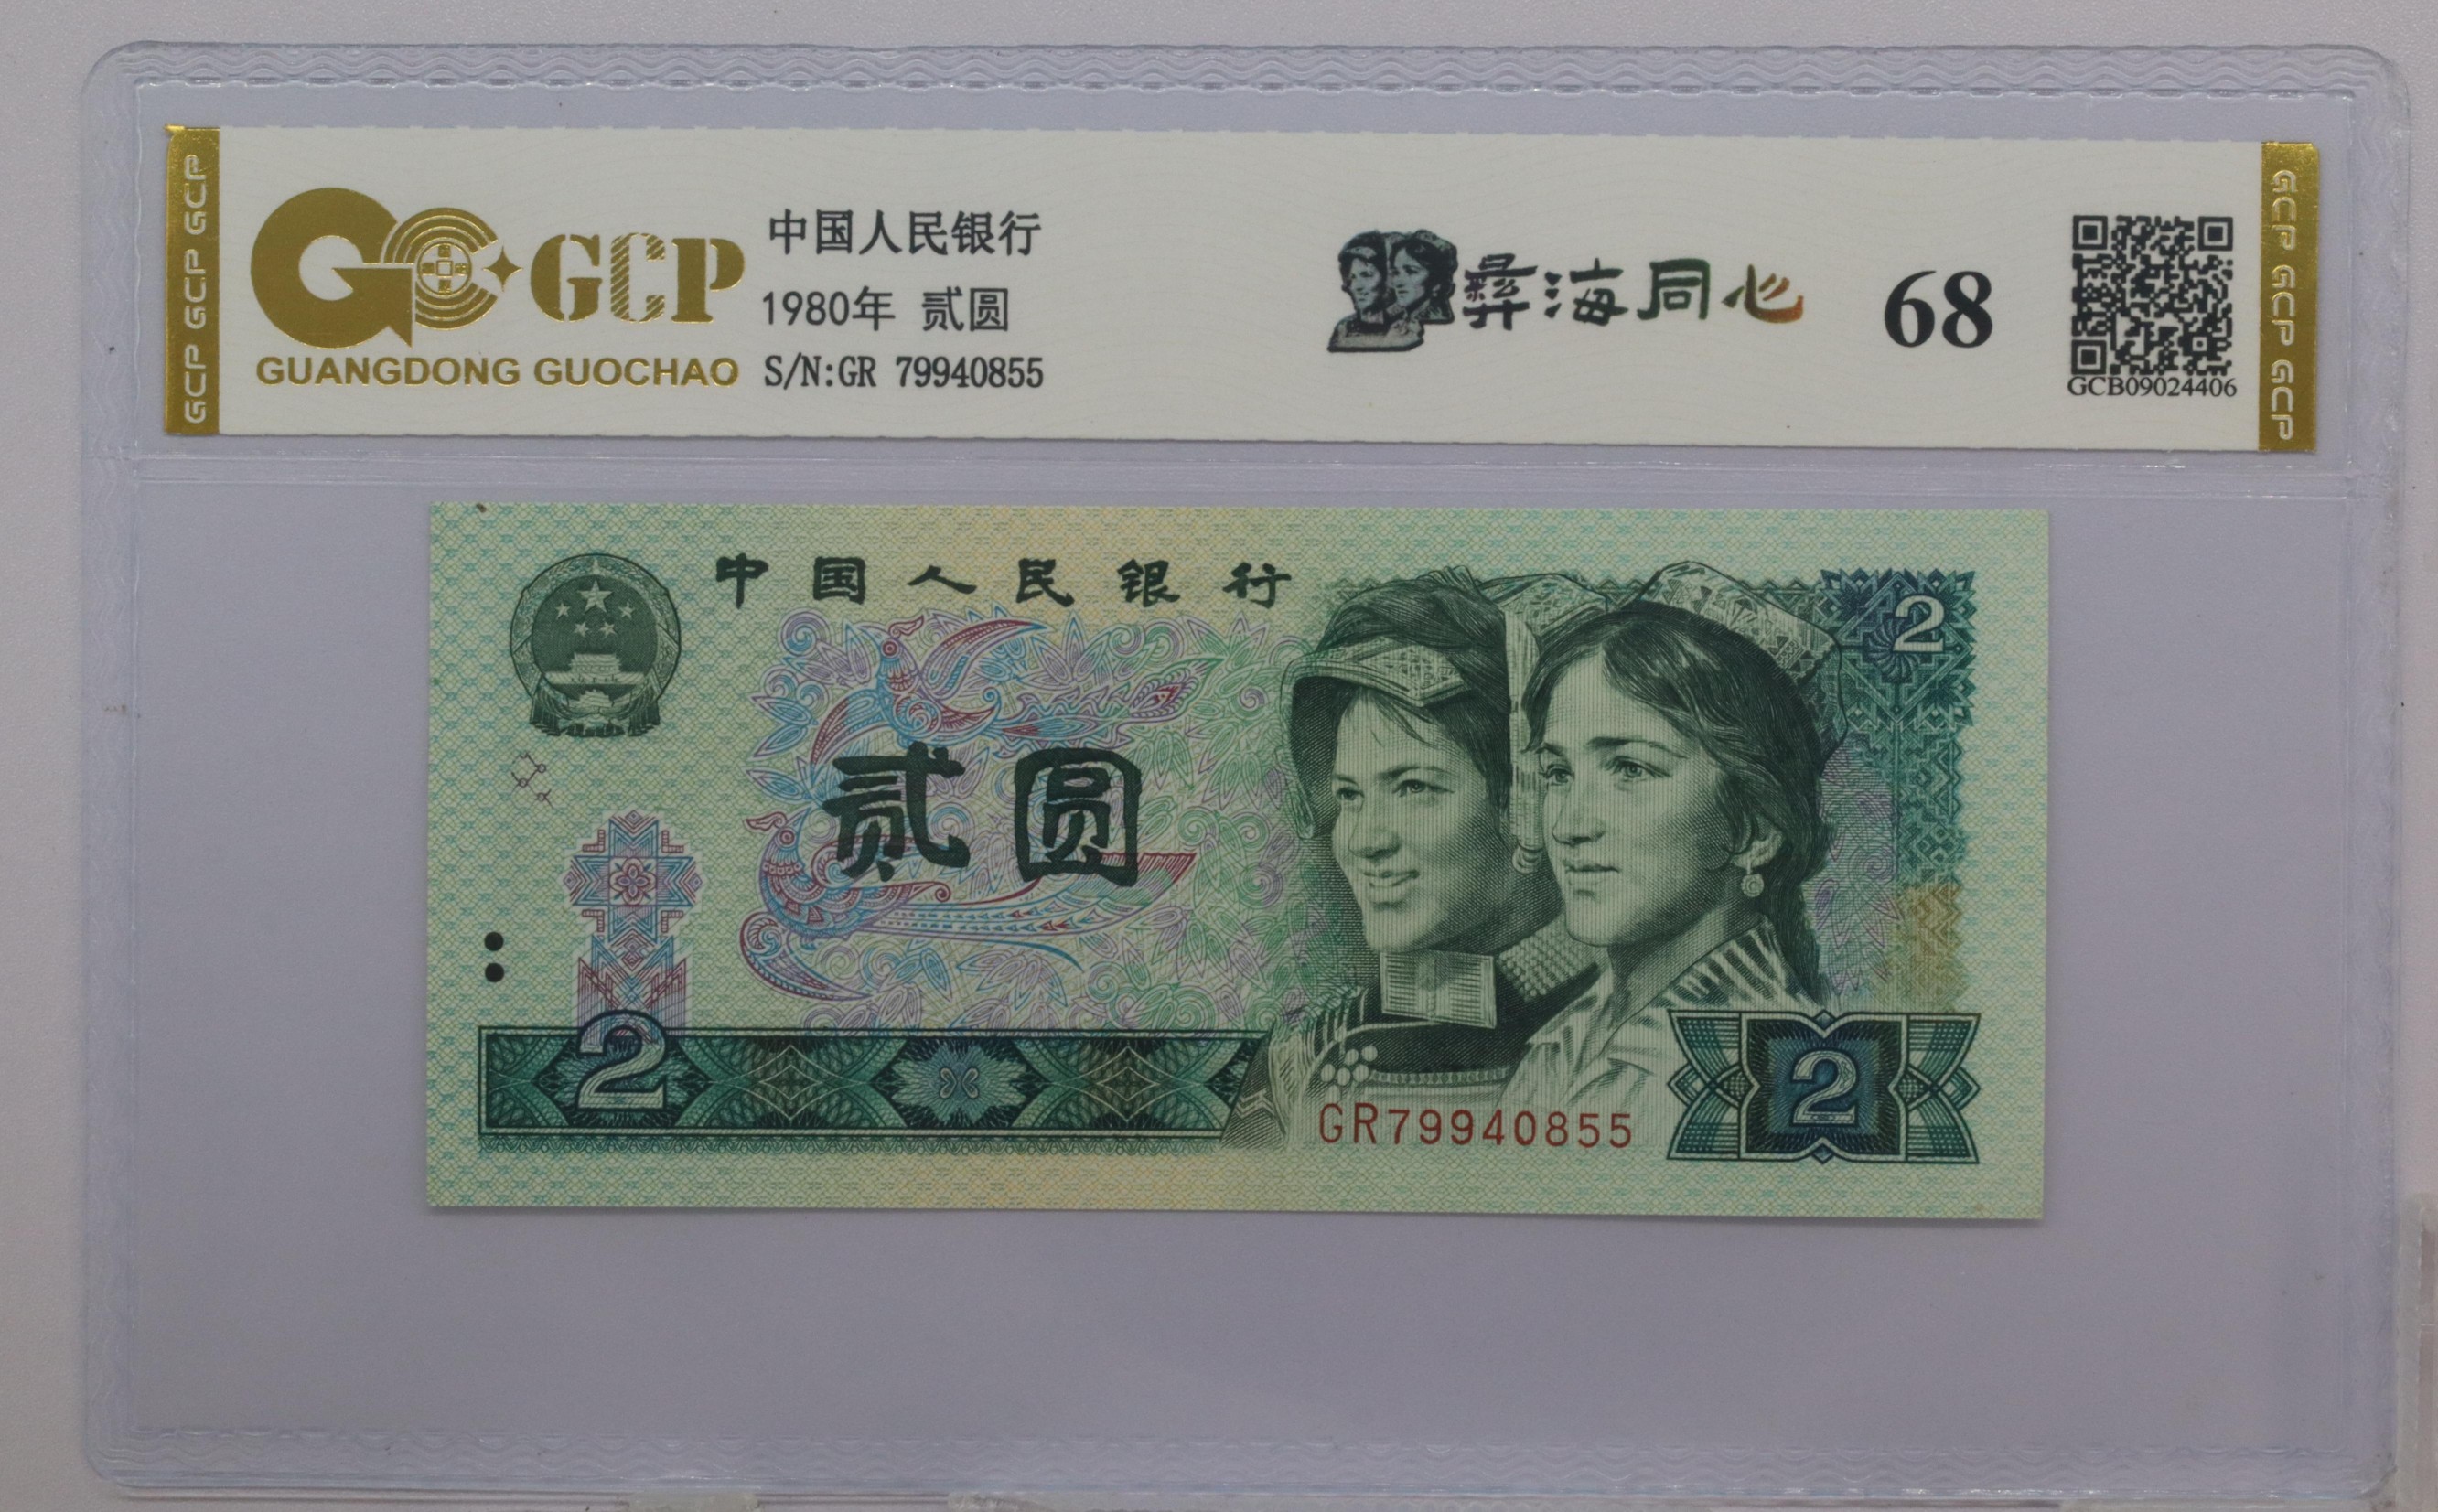 GCP GCP GCP
GCP
GUANGDONG GUOCHAO
中国人民银行
1980年 贰圆
S/N:GR 79940855
彝海同心
68
GCB09024406
GCP GCP GCP
中国人民银行
2
贰圆
2
GR79940855
2